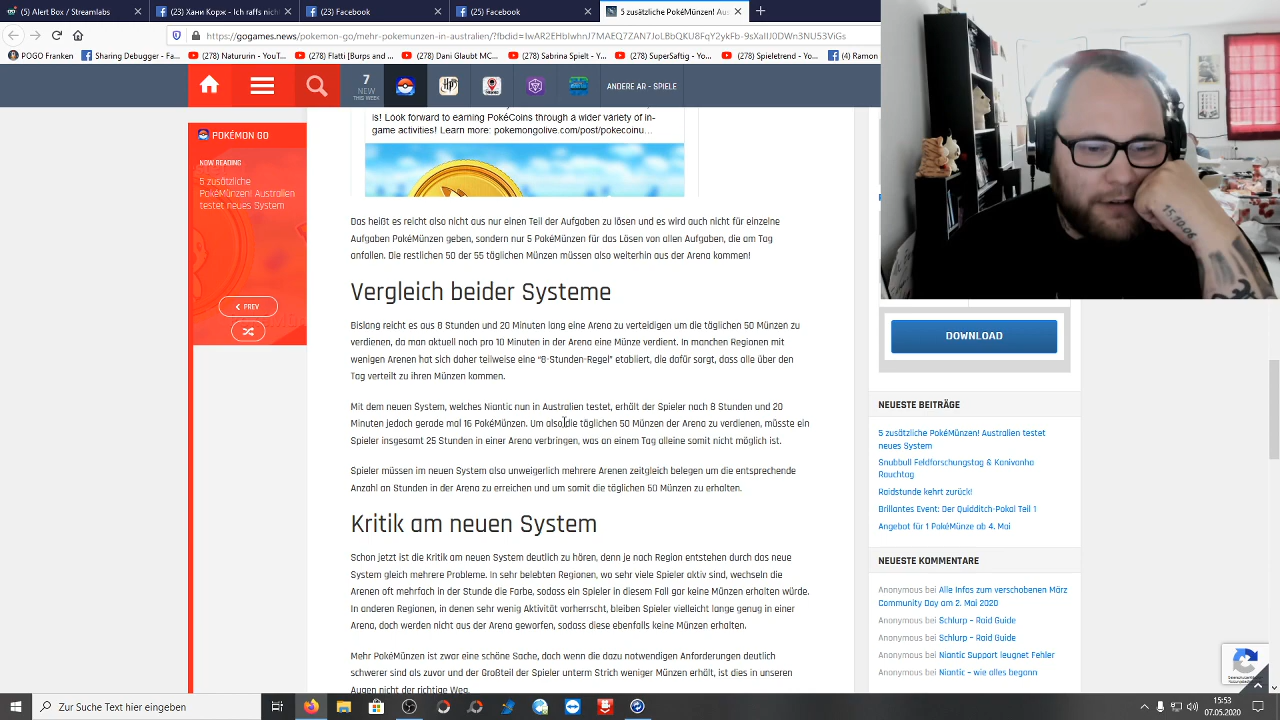 (5) Abwx et Bow Streamlabs
(23) Капп ich helfen
(23) Facebook
(25) Facebook
5 zusätzliche PokéMünzen! Aus
https://gogames.news/pokemon-go/mehr-pokemunzen-in-australien/
POGO Franken
Sharing Debugger - Fa...
(278) Natururin - YouT...
(278) Flatti [Burps and ...
(278) Dani Glaubt MC...
(278) Sabrina Spielt - Y...
(278) SuperSaftig - Yo...
(278) Spieletrend - Yo...
(4) Ramon
7
NEW
THIS WEEK!
ANDERE AR - SPIELE
POKÉMON GO
NOW READING
5 zusätzliche
PokéMünzen! Australien
testet neues System
PREV
is! Look forward to earning PokéCoins through a wider variety of in-
game activities! Learn more: pokemongolive.com/post/pokecoinu…
Das heißt es reicht also nicht aus nur einen Teil der Aufgaben zu lösen und es wird auch nicht für einzelne
Aufgaben PokéMünzen geben, sondern nur 5 PokéMünzen für das Lösen von allen Aufgaben, die am Tag
anfallen. Die restlichen 50 der 55 täglichen Münzen müssen also weiterhin aus der Arena kommen!
Vergleich beider Systeme
Bislang reicht es aus 8 Stunden und 20 Minuten lang eine Arena zu verteidigen um die täglichen 50 Münzen zu
verdienen, da man aktuell pro 10 Minuten in der Arena eine Münze verdient. In manchen Regionen mit
wenigen Arenen hat sich daher teilweise eine “8-Stunden-Regel” etabliert, die dafür sorgt, dass alle über den
Tag verteilt zu ihren Münzen kommen.
Mit dem neuen System, welches Niantic nun in Australien testet, erhält der Spieler nach 8 Stunden und 20
Minuten jedoch gerade mal 16 PokéMünzen. Um also die täglichen 50 Münzen der Arena zu verdienen, müsste ein
Spieler insgesamt 25 Stunden in einer Arena verbringen, was an einem Tag alleine somit nicht möglich ist.
Spieler müssen im neuen System also unweigerlich mehrere Arenen zeitgleich belegen um die entsprechende
Anzahl an Stunden in der Arena zu erreichen und um somit die täglichen 50 Münzen zu erhalten.
Kritik am neuen System
Schon jetzt ist die Kritik am neuen System deutlich zu hören, denn je nach Region entstehen durch das neue
System gleich mehrere Probleme. In sehr belebten Regionen, wo sehr viele Spieler aktiv sind, wechseln die
Arenen oft mehrfach in der Stunde die Farbe, sodass ein Spieler in diesem Fall gar keine Münzen erhalten würde.
In anderen Regionen, in denen sehr wenig Aktivität vorherrscht, bleiben Spieler vielleicht lange genug in einer
Arena, doch werden nicht aus der Arena geworfen, sodass diese ebenfalls keine Münzen erhalten.
Mehr PokéMünzen ist zwar eine schöne Sache, doch wenn die dazu notwendigen Anforderungen deutlich
schwerer sind als zuvor und der Großteil der Spieler unterm Strich weniger Münzen erhält, ist dies in unseren
Augen nicht der richtige Weg.
15.10.06
DOWNLOAD
NEUESTE BEITRÄGE
5 zusätzliche PokéMünzen! Australien testet
neues System
Snubbull Feldforschungstag & Kanivanha
Rauchtag
Raidstunde kehrt zurück!
Brillantes Event: Der Quidditch-Pokal Teil 1
Angebot für 1 PokéMünze ab 4. Mai
NEUESTE KOMMENTARE
Anonymous bei Alle Infos zum verschobenen März
Community Day am 2. Mai 2020
Anonymous bei Schlurp – Raid Guide
Anonymous bei Schlurp – Raid Guide
Anonymous bei Niantic Support leugnet Fehler
Anonymous bei Niantic – wie alles begann
Zur Suche Text hier eingeben
15:53
07.05.2020